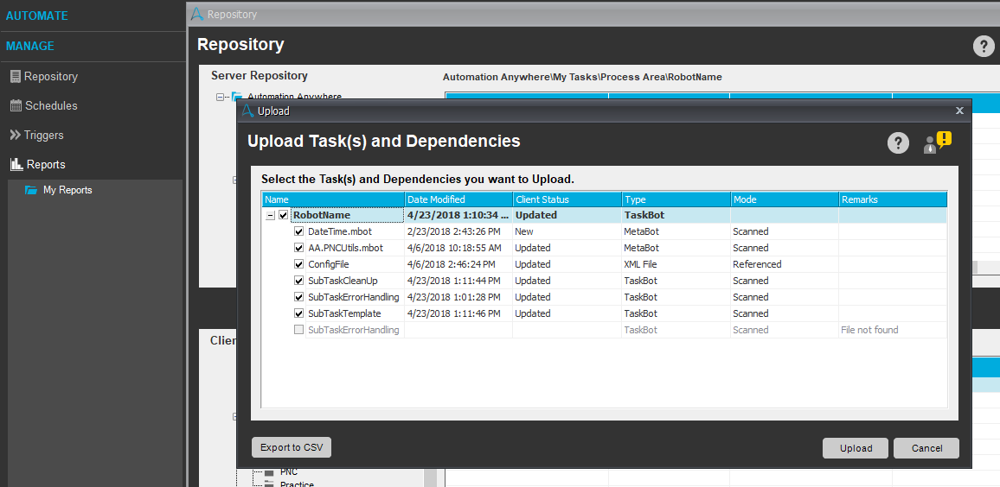 AUTOMATE
MANAGE
Repository
Schedules
Triggers
Reports
My Reports
Repository
Repository
?
Server Repository
Automation Anywhere\My Tasks\Process Area\RobotName
Automation Anywhere
Upload
x
Upload Task(s) and Dependencies
?
!
Select the Task(s) and Dependencies you want to Upload.
Name Date Modified Client Status Type Mode Remarks
RobotName 4/23/2018 1:10:34 ... Updated TaskBot
DateTime.mbot 2/23/2018 2:43:26 PM New MetaBot Scanned
AA.PNCUtils.mbot 4/6/2018 10:18:55 AM Updated MetaBot Scanned
ConfigFile 4/6/2018 2:46:24 PM Updated XML File Referenced
SubTaskCleanUp 4/23/2018 1:11:44 PM Updated TaskBot Scanned
SubTaskErrorHandling 4/23/2018 1:01:28 PM Updated TaskBot Scanned
SubTaskTemplate 4/23/2018 1:11:46 PM Updated TaskBot Scanned
SubTaskErrorHandling TaskBot Scanned File not found
Clien
Export to CSV
Upload
Cancel
PNC
Practice